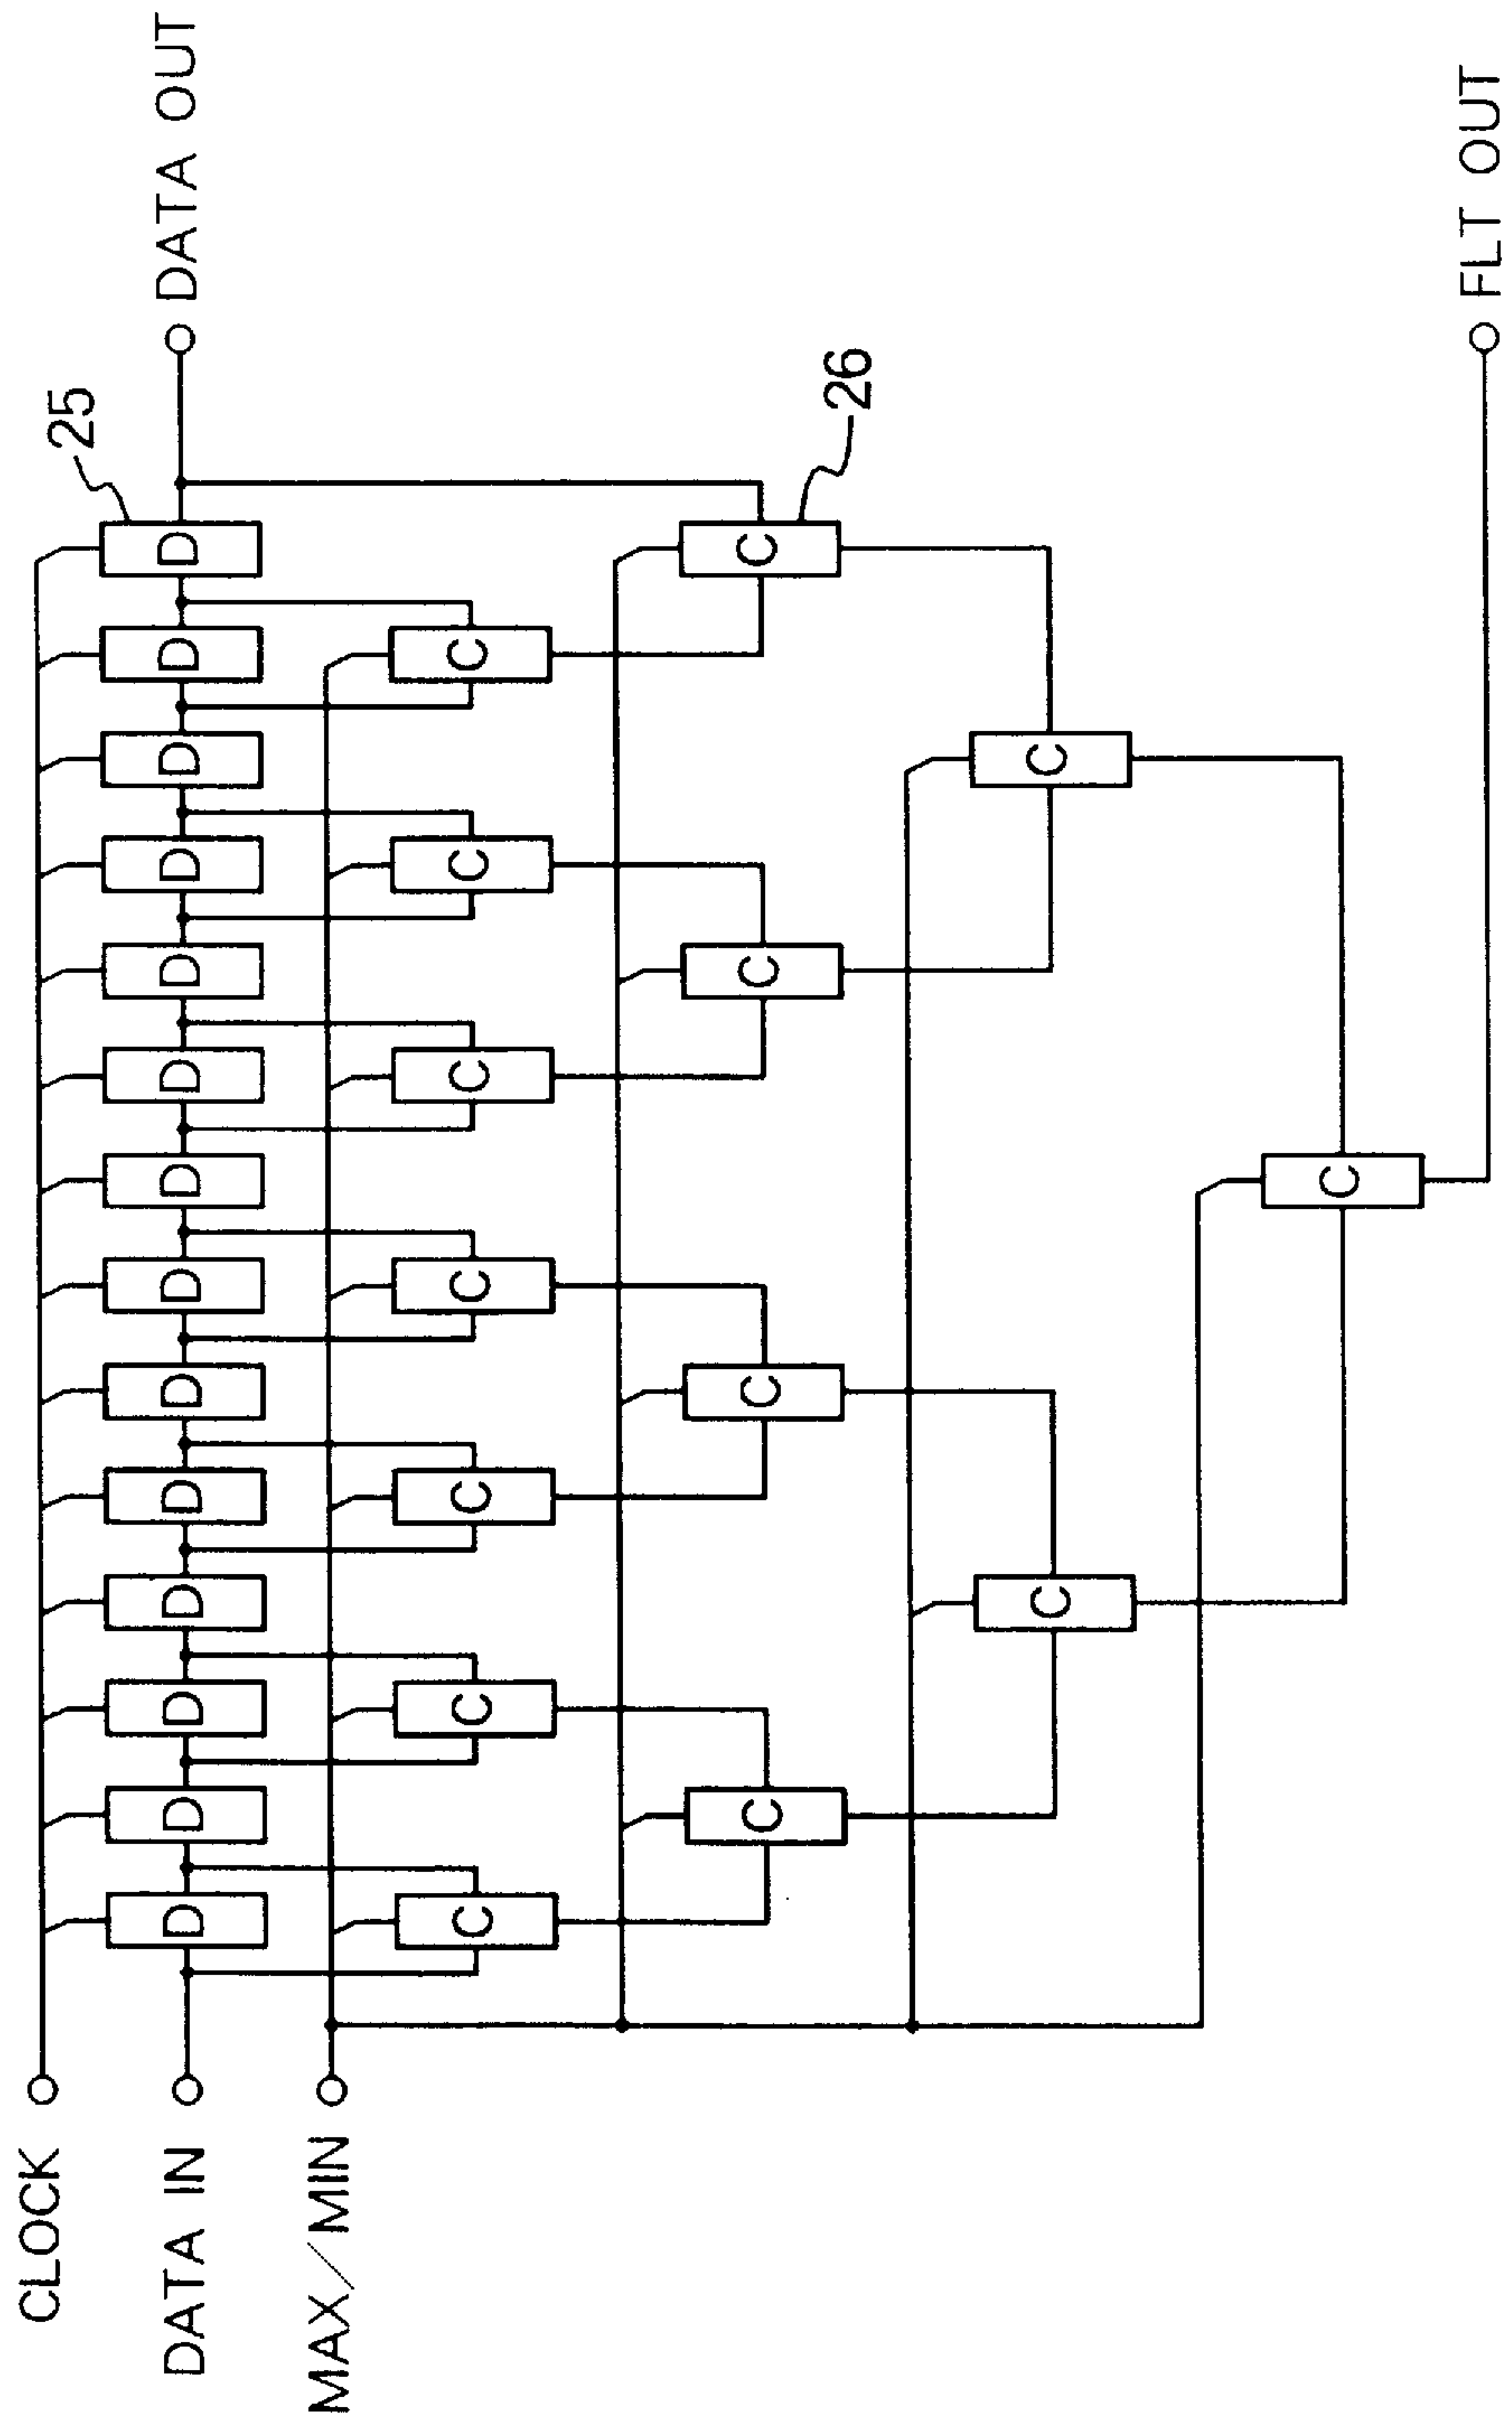 CLOCK
25
DATA IN
D D D D D D D D D D D D D D
DATA OUT
MAX/MIN
C C C C C C C
C C C C
26
C C
C
FLT OUT